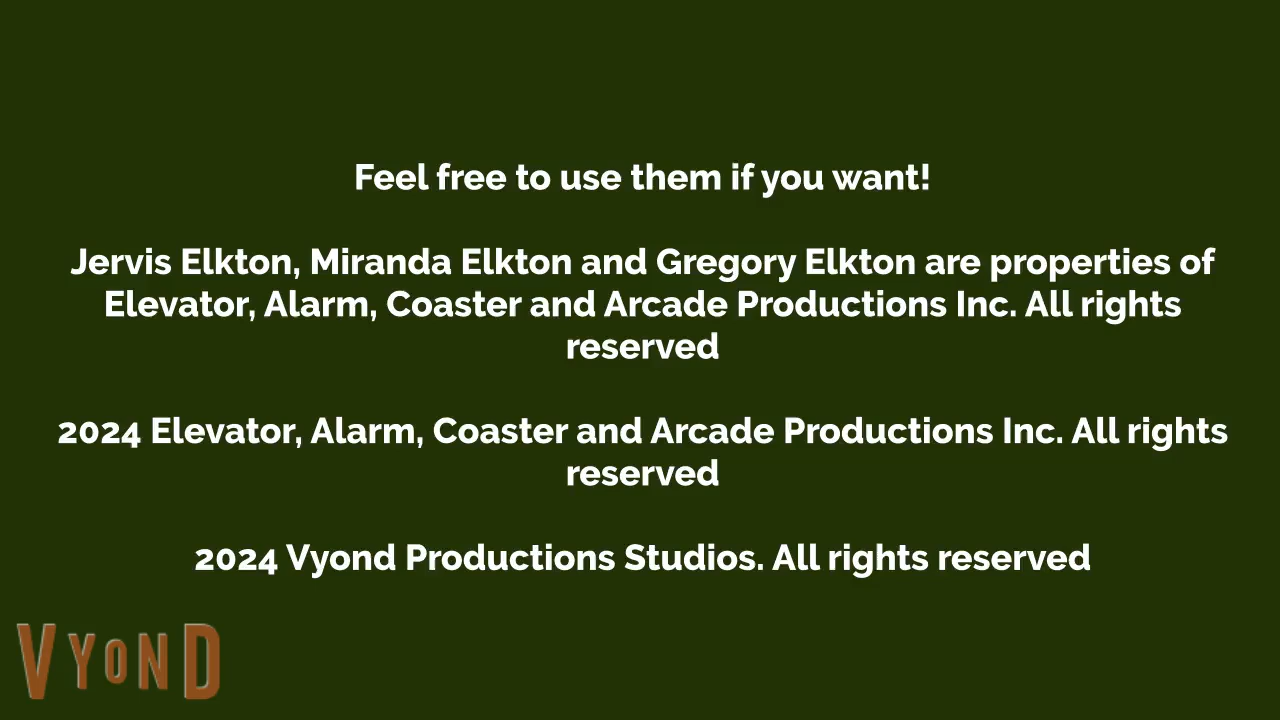 Feel free to use them if you want!
Jervis Elkton, Miranda Elkton and Gregory Elkton are properties of
Elevator, Alarm, Coaster and Arcade Productions Inc. All rights
reserved
2024 Elevator, Alarm, Coaster and Arcade Productions Inc. All rights
reserved
2024 Vyond Productions Studios. All rights reserved
VYOND